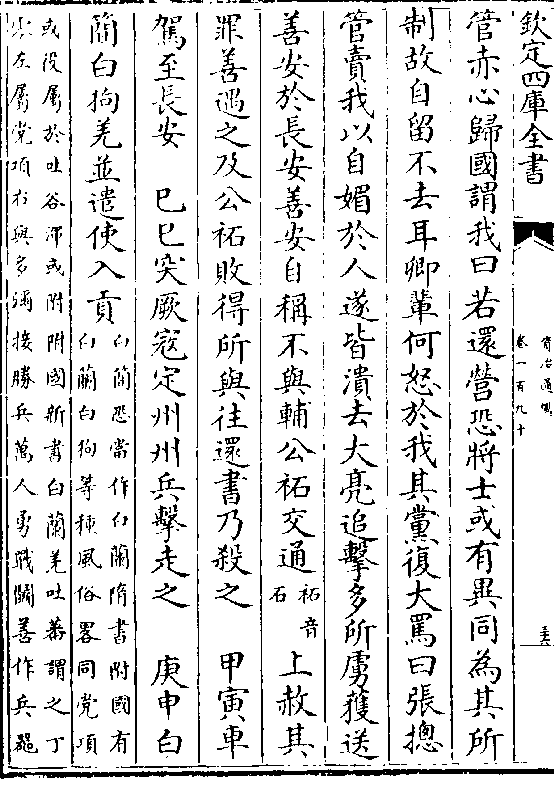 欽定四庫全書
資治通鑑
卷一百九十
管赤心歸國謂我曰若還營恐將士或有異同為其所
制故自留不去耳卿輩何怒於我其黨復大罵曰張摠
管賣我以自媚於人遂皆潰去大亮追擊多所虜獲送
善安於長安善安自稱不與輔公祏交通
祏音
石
上赦其
罪善遇之及公祏敗得所與往還書乃殺之　甲寅車
駕至長安　己巳突厥寇定州州兵擊走之　庚申白
簡白狗羌並遣使入貢
白簡恐當作白蘭隋書附國有
白蘭白狗等種風俗畧同党項
或役屬於吐谷渾或附附國新書白蘭羌吐蕃謂之丁
零左屬党項右與多彌接勝兵萬人勇戰鬭善作兵器